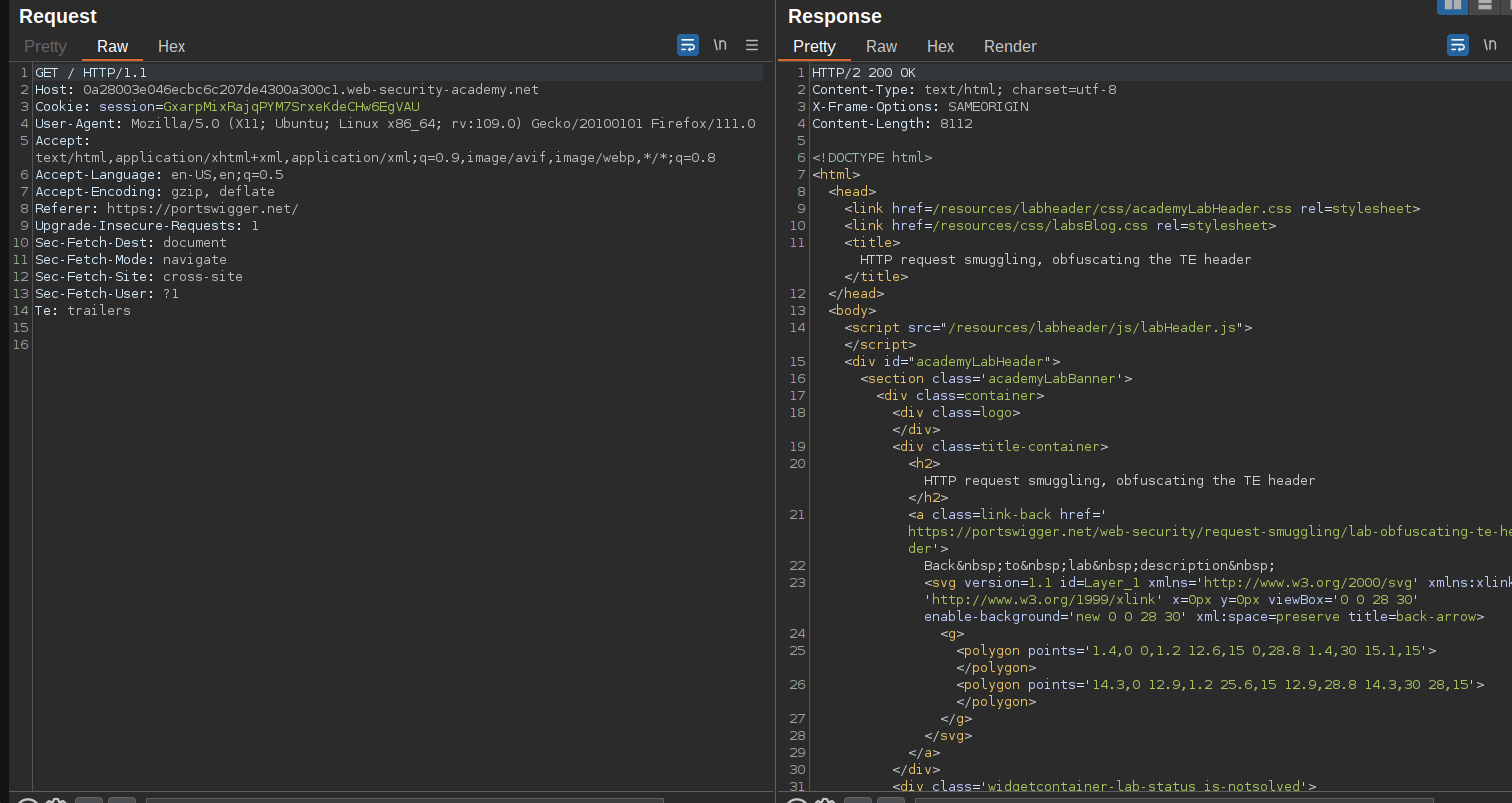 Request
Pretty Raw Hex \n
1 GET / HTTP/1.1
2 Host: 0a28003e046ecbc6c207de4300a300c1.web-security-academy.net
3 Cookie: session=GxarpMixRajqPYM7SrxeKdeCHw6EgVAU
4 User-Agent: Mozilla/5.0 (X11; Ubuntu; Linux x86_64; rv:109.0) Gecko/20100101 Firefox/111.0
5 Accept:
text/html,application/xhtml+xml,application/xml;q=0.9,image/avif,image/webp,*/*;q=0.8
6 Accept-Language: en-US,en;q=0.5
7 Accept-Encoding: gzip, deflate
8 Referer: https://portswigger.net/
9 Upgrade-Insecure-Requests: 1
10 Sec-Fetch-Dest: document
11 Sec-Fetch-Mode: navigate
12 Sec-Fetch-Site: cross-site
13 Sec-Fetch-User: ?1
14 Te: trailers
15
16
Response
Pretty Raw Hex Render \n
1 HTTP/2 200 OK
2 Content-Type: text/html; charset=utf-8
3 X-Frame-Options: SAMEORIGIN
4 Content-Length: 8112
5
6 <!DOCTYPE html>
7 <html>
8 <head>
9 <link href=/resources/labheader/css/academyLabHeader.css rel=stylesheet>
10 <link href=/resources/css/labsBlog.css rel=stylesheet>
11 <title>
HTTP request smuggling, obfuscating the TE header
</title>
12 </head>
13 <body>
14 <script src="/resources/labheader/js/labHeader.js">
</script>
15 <div id="academyLabHeader">
16 <section class='academyLabBanner'>
17 <div class=container>
18 <div class=logo>
</div>
19 <div class=title-container>
20 <h2>
HTTP request smuggling, obfuscating the TE header
</h2>
21 <a class=link-back href='
https://portswigger.net/web-security/request-smuggling/lab-obfuscating-te-he
der'>
22 Back&nbsp;to&nbsp;lab&nbsp;description&nbsp;
23 <svg version=1.1 id=Layer_1 xmlns='http://www.w3.org/2000/svg' xmlns:xlink
'http://www.w3.org/1999/xlink' x=0px y=0px viewBox='0 0 28 30'
enable-background='new 0 0 28 30' xml:space=preserve title=back-arrow>
24 <g>
25 <polygon points='1.4,0 0,1.2 12.6,15 0,28.8 1.4,30 15.1,15'>
</polygon>
26 <polygon points='14.3,0 12.9,1.2 25.6,15 12.9,28.8 14.3,30 28,15'>
</polygon>
27 </g>
28 </svg>
29 </a>
30 </div>
31 <div class='widgetcontainer-lab-status is-notsolved'>